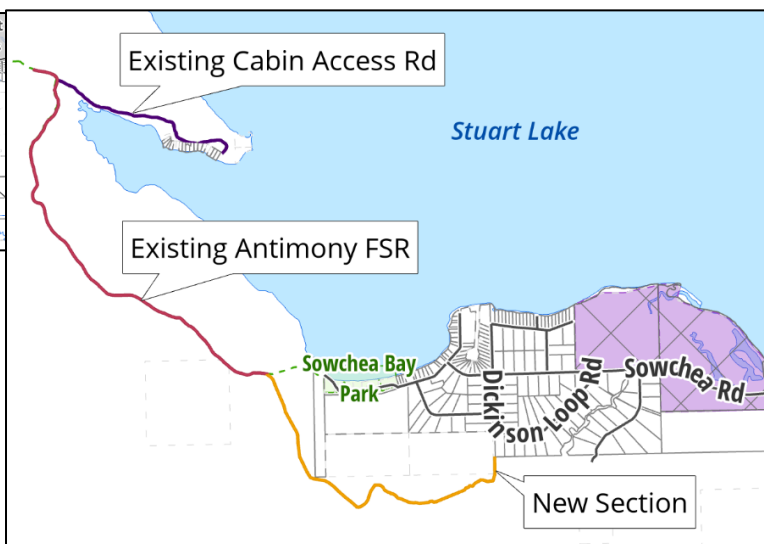 Existing Cabin Access Rd
Stuart Lake
Existing Antimony FSR
Sowchea Bay
Park
Dickinson Loop Rd
Sowchea Rd
New Section